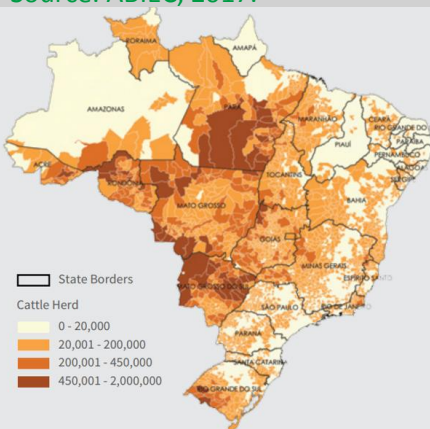 Source: ABIEC, 2017.
RORAIMA
AMAPÁ
AMAZONAS
PARÁ
MARANHÃO
CEARÁ
RIO GRANDE DO
PARAÍBA
PIAUÍ
PERNAMBUCO
ACRE
RONDÔNIA
TOCANTINS
BAHIA
MATO GROSSO
GOIÁS
MINAS GERAIS
ESPÍRITO SANTO
MATO GROSSO DO SUL
SÃO PAULO
RIO DE JANEIRO
PARANÁ
SANTA CATARINA
RIO GRANDE DO SUL
State Borders
Cattle Herd
0 - 20,000
20,001 - 200,000
200,001 - 450,000
450,001 - 2,000,000